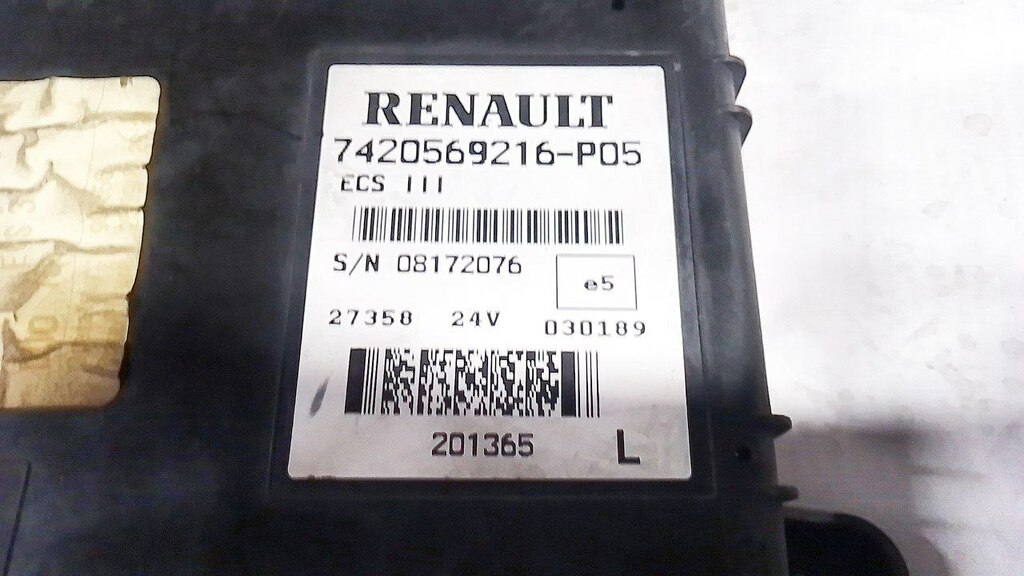 RENAULT
7420569216-P05
ECS III
S/N 08172076
e5
27358 24V 030189
201365 L